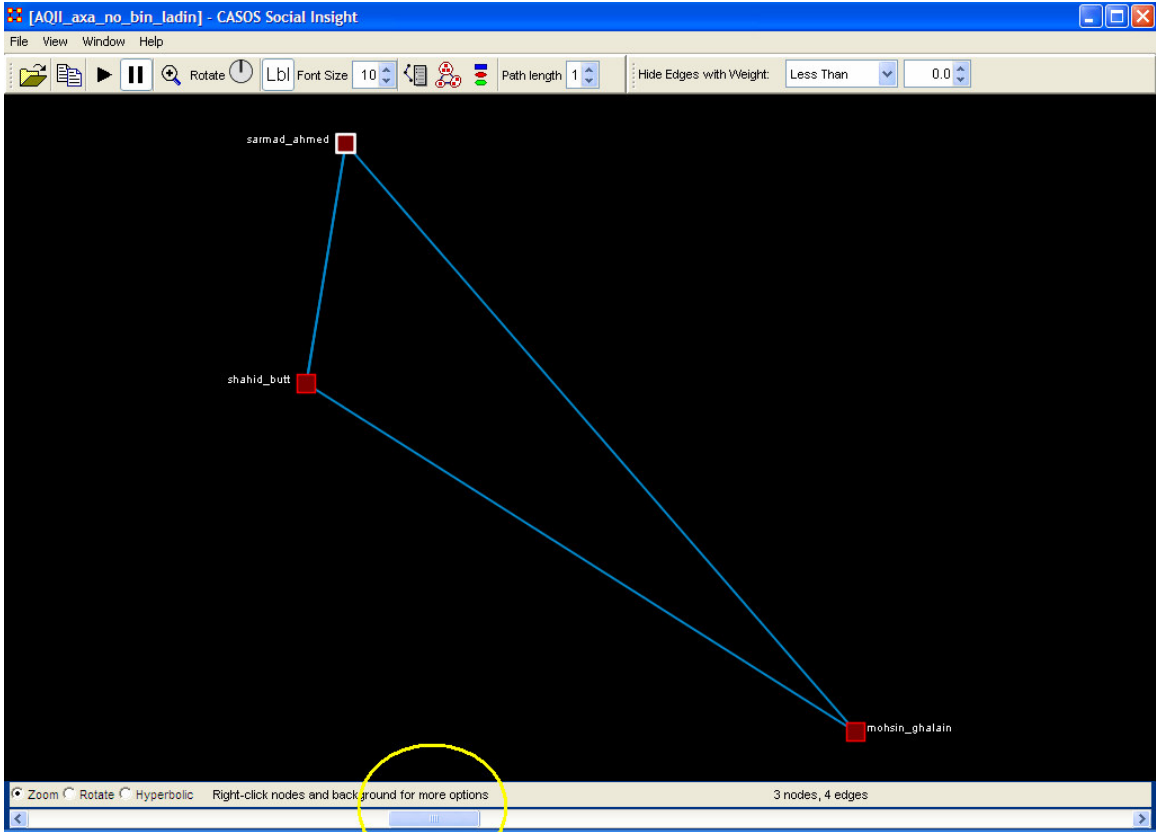 [AQII_axa_no_bin_ladin] - CASOS Social Insight
File View Window Help
Rotate Lbl Font Size 10 Path length 1 Hide Edges with Weight: Less Than 0.0
sarmad_ahmed
shahid_butt
mohsin_ghalain
Zoom Rotate Hyperbolic Right-click nodes and background for more options 3 nodes, 4 edges